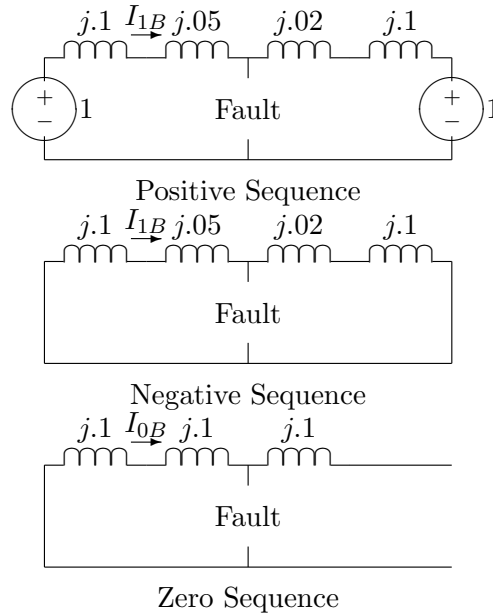 j.1 I1B j.05 j.02 j.1
+ − 1 Fault + − 1
Positive Sequence
j.1 I1B j.05 j.02 j.1
Fault
Negative Sequence
j.1 I0B j.1 j.1
Fault
Zero Sequence